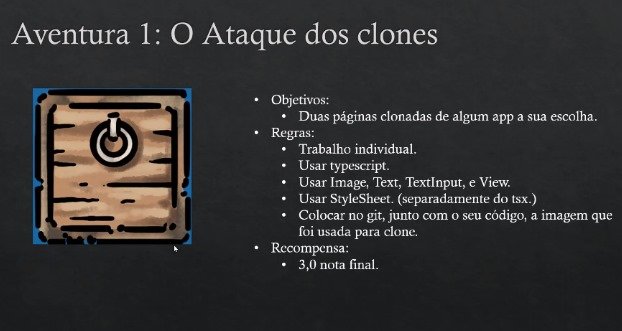 Aventura 1: O Ataque dos clones
• Objetivos:
• Duas páginas clonadas de algum app a sua escolha.
• Regras:
• Trabalho individual.
• Usar typescript.
• Usar Image, Text, TextInput, e View.
• Usar StyleSheet. (separadamente do tsx.)
• Colocar no git, junto com o seu código, a imagem que
foi usada para clone.
• Recompensa:
• 3,0 nota final.